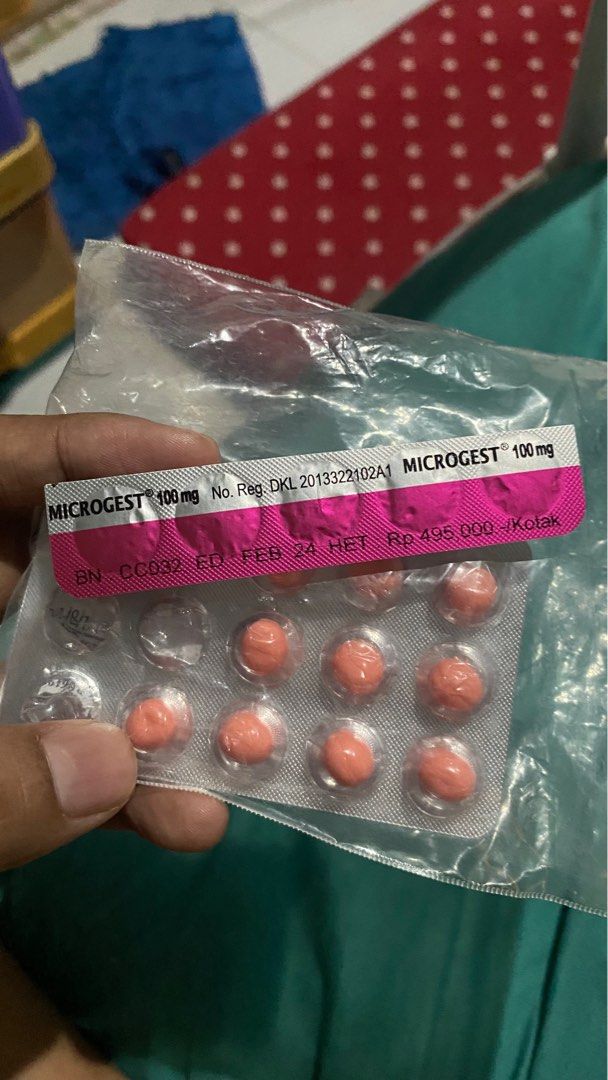 MICROGEST® 100 mg No. Reg. DKL 2013322102A1 MICROGEST® 100 mg
BN CC032 ED FEB 24 HET Rp 495.000.-/Kotak